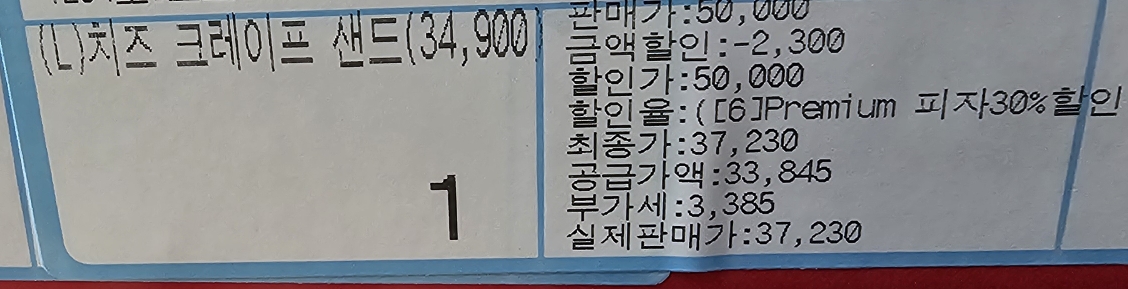 (L)치즈 크레이프 샌드(34,900)
1
판매가:50,000
금액할인:-2,300
할인가:50,000
할인율:([6]Premium 피자30%할인
최종가:37,230
공급가액:33,845
부가세:3,385
실제판매가:37,230